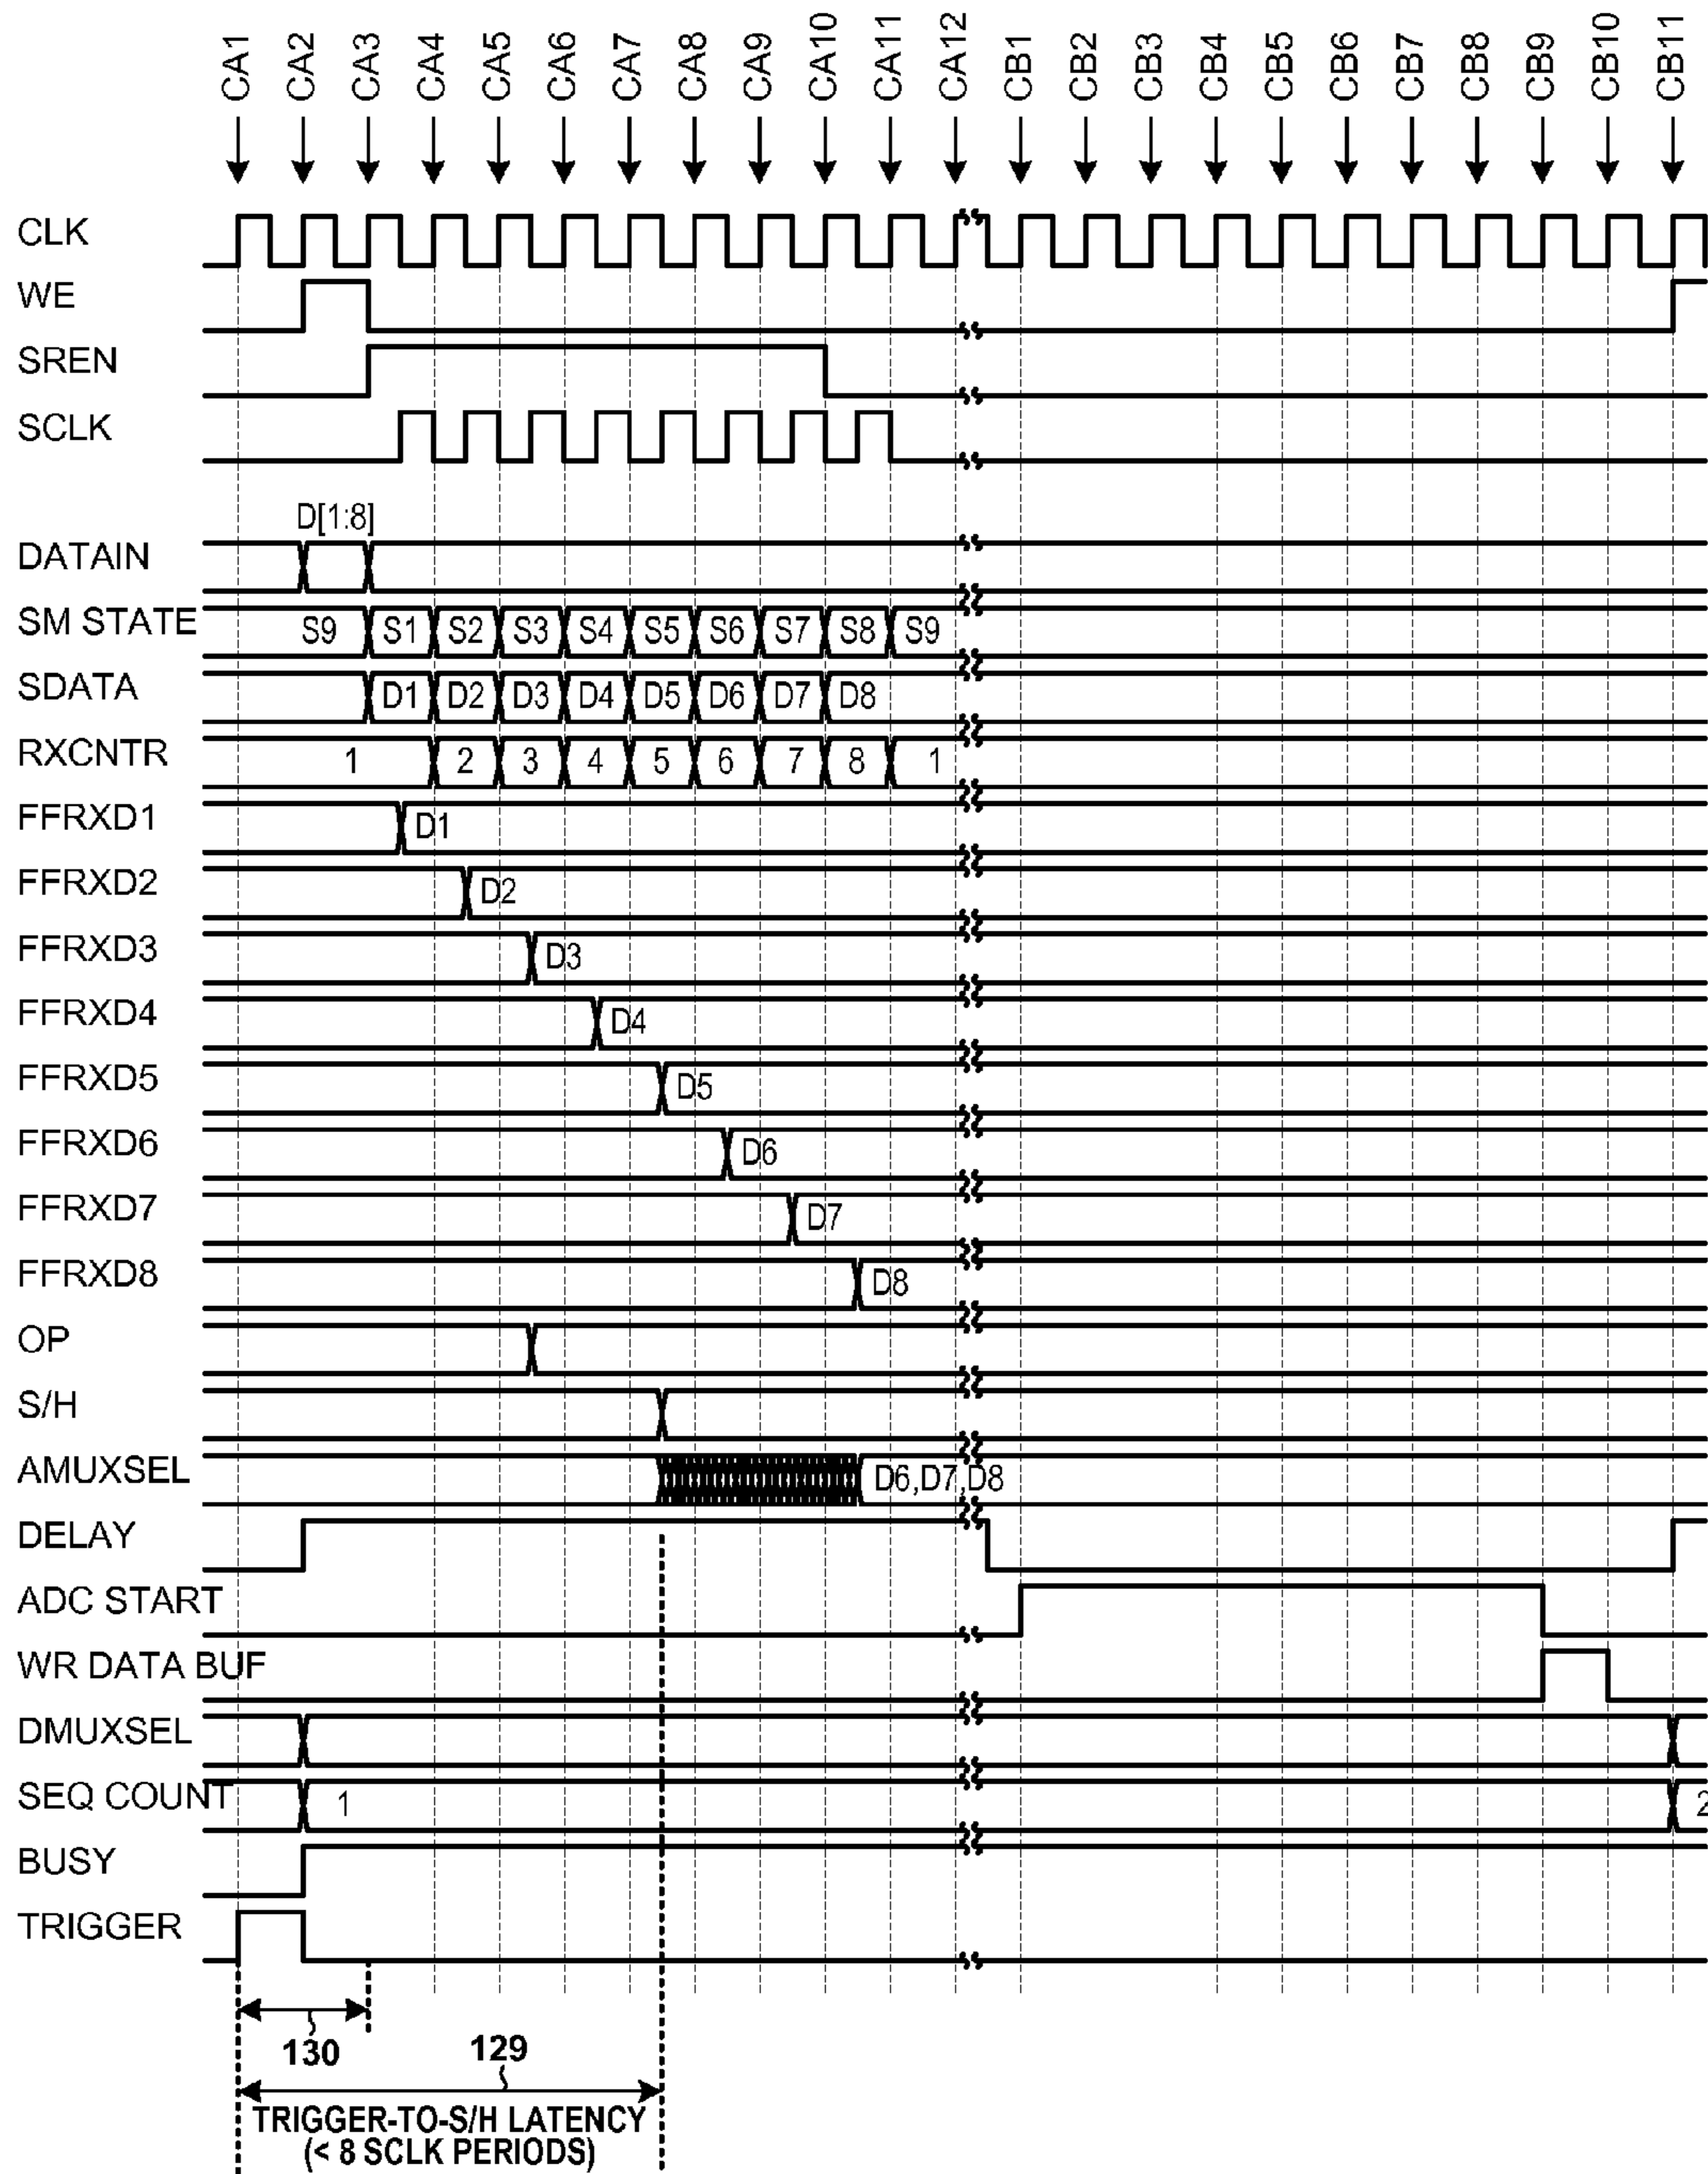 CA1 CA2 CA3 CA4 CA5 CA6 CA7 CA8 CA9 CA10 CA11 CA12 CB1 CB2 CB3 CB4 CB5 CB6 CB7 CB8 CB9 CB10 CB11
CLK
WE
SREN
SCLK
D[1:8]
DATAIN
SM STATE S9 S1 S2 S3 S4 S5 S6 S7 S8 S9
SDATA D1 D2 D3 D4 D5 D6 D7 D8
RXCNTR 1 2 3 4 5 6 7 8 1
FFRXD1 D1
FFRXD2 D2
FFRXD3 D3
FFRXD4 D4
FFRXD5 D5
FFRXD6 D6
FFRXD7 D7
FFRXD8 D8
OP
S/H
AMUXSEL D6,D7,D8
DELAY
ADC START
WR DATA BUF
DMUXSEL
SEQ COUNT 1 2
BUSY
TRIGGER
130 129
TRIGGER-TO-S/H LATENCY
(< 8 SCLK PERIODS)